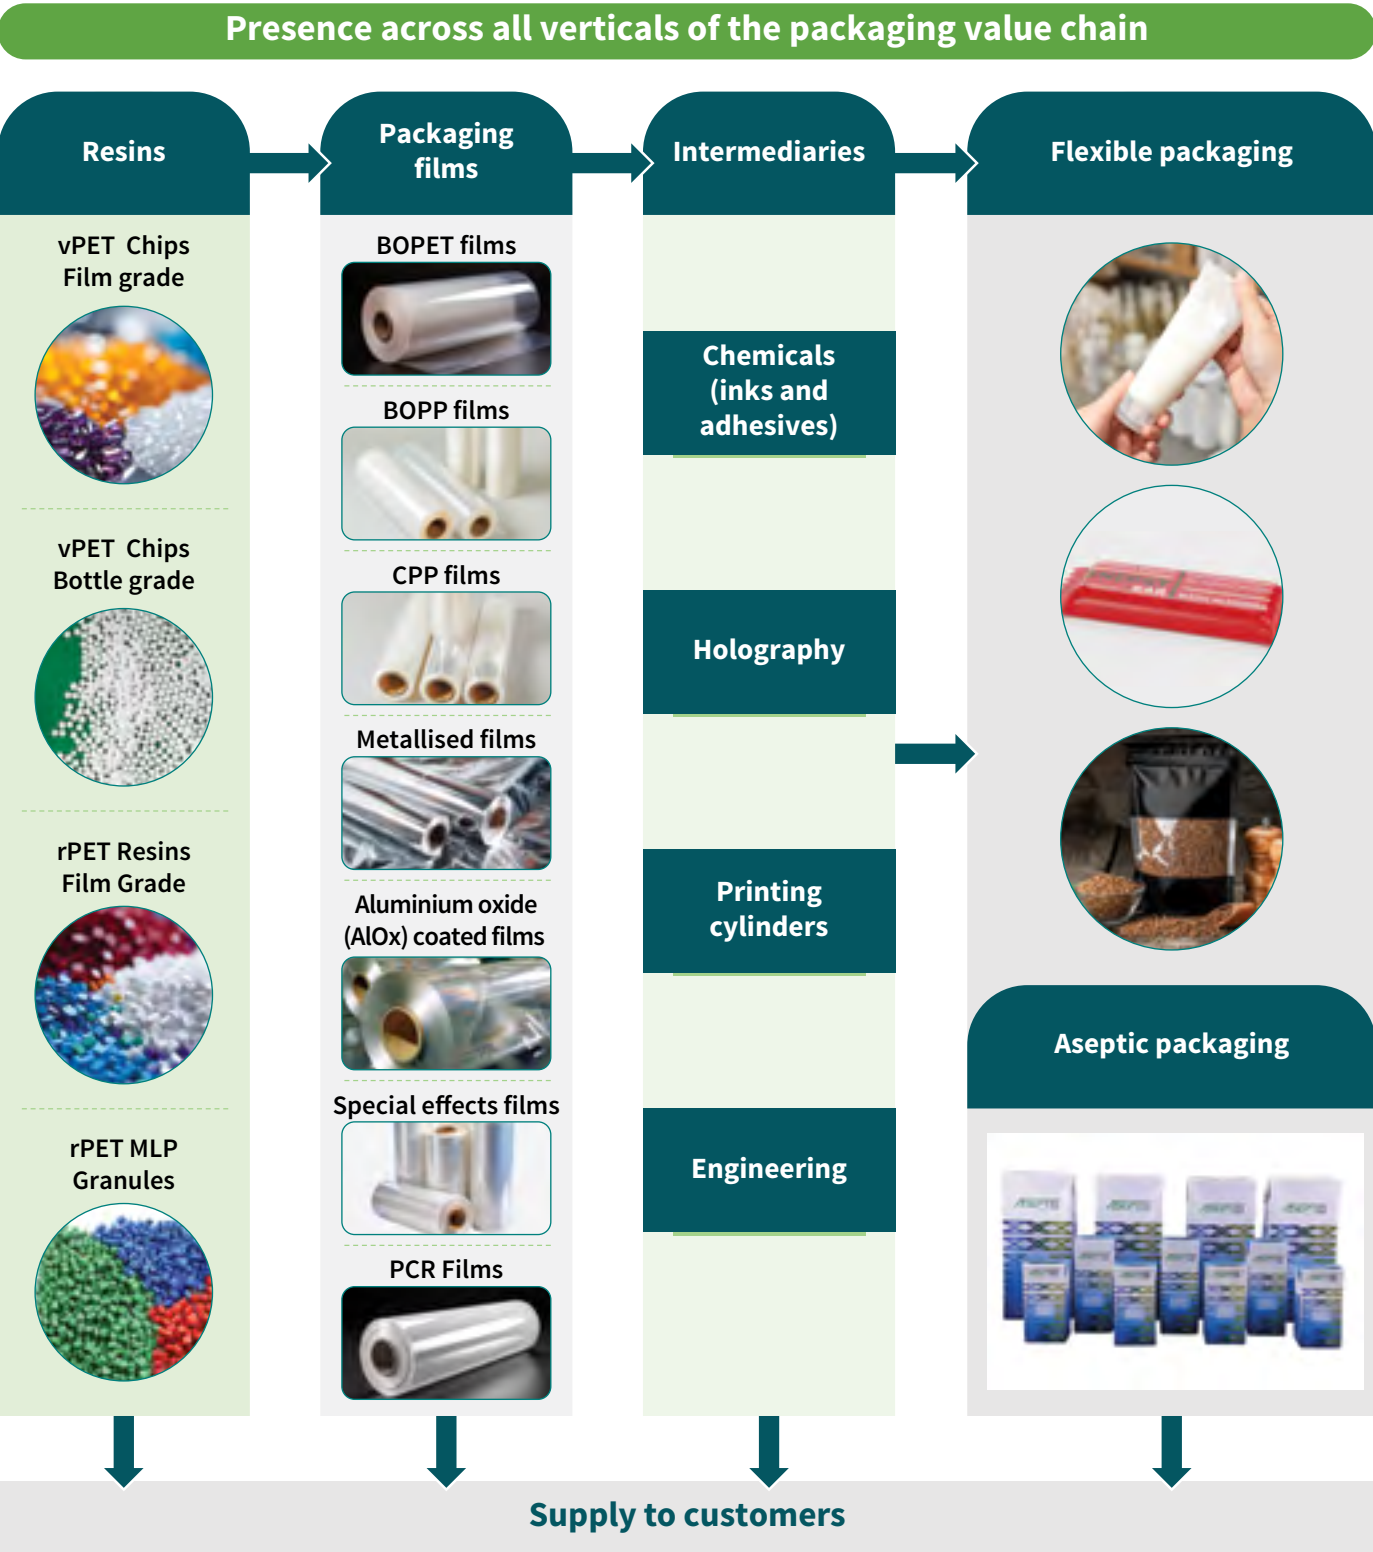 Presence across all verticals of the packaging value chain
Resins
vPET Chips
Film grade
vPET Chips
Bottle grade
rPET Resins
Film Grade
rPET MLP
Granules
Packaging
films
BOPET films
BOPP films
CPP films
Metallised films
Aluminium oxide
(AlOx) coated films
Special effects films
PCR Films
Intermediaries
Chemicals
(inks and
adhesives)
Holography
Printing
cylinders
Engineering
Flexible packaging
Aseptic packaging
Supply to customers